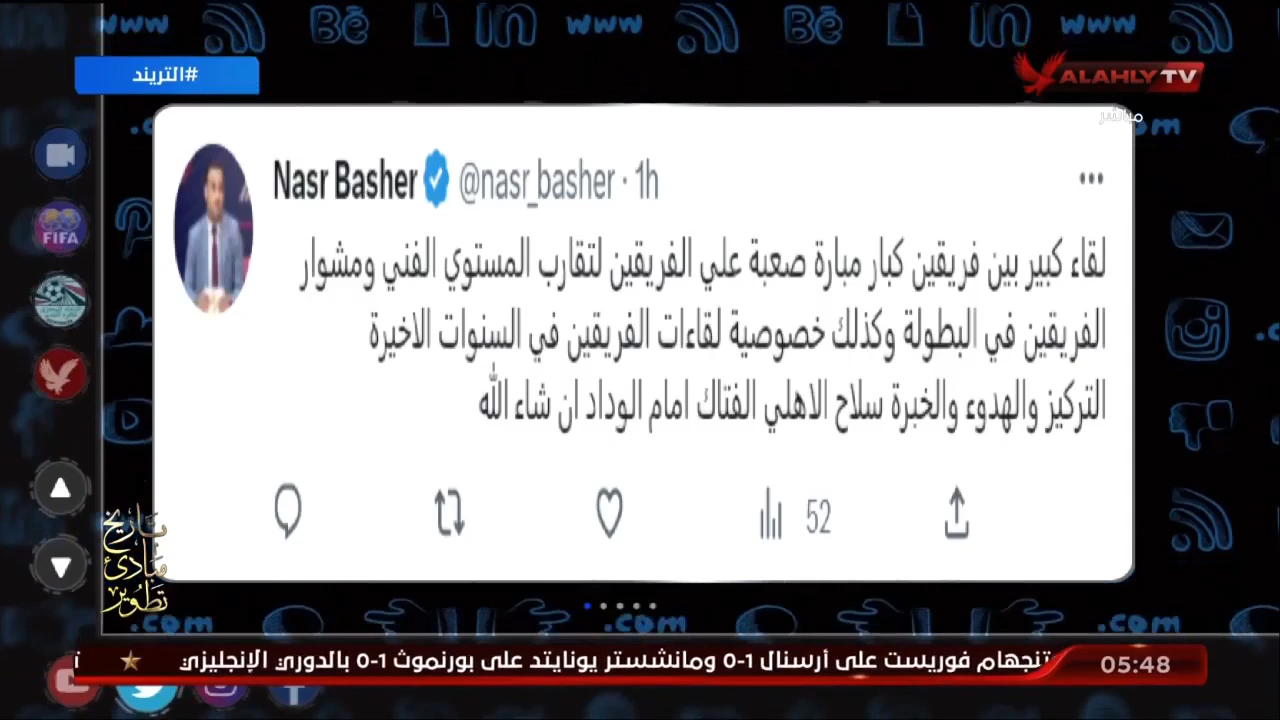 #التريند
ALAHLY TV
مباشر
Nasr Basher @nasr_basher · 1h
لقاء كبير بين فريقين كبار مبارة صعبة علي الفريقين لتقارب المستوي الفني ومشوار
الفريقين في البطولة وكذلك خصوصية لقاءات الفريقين في السنوات الاخيرة
التركيز والهدوء والخبرة سلاح الاهلي الفتاك امام الوداد ان شاء الله
52
FIFA
تاريخ
مبادئ
تطوير
تنجهام فوريست على أرسنال 1-0 ومانشستر يونايتد على بورنموث 1-0 بالدوري الإنجليزي
05:48